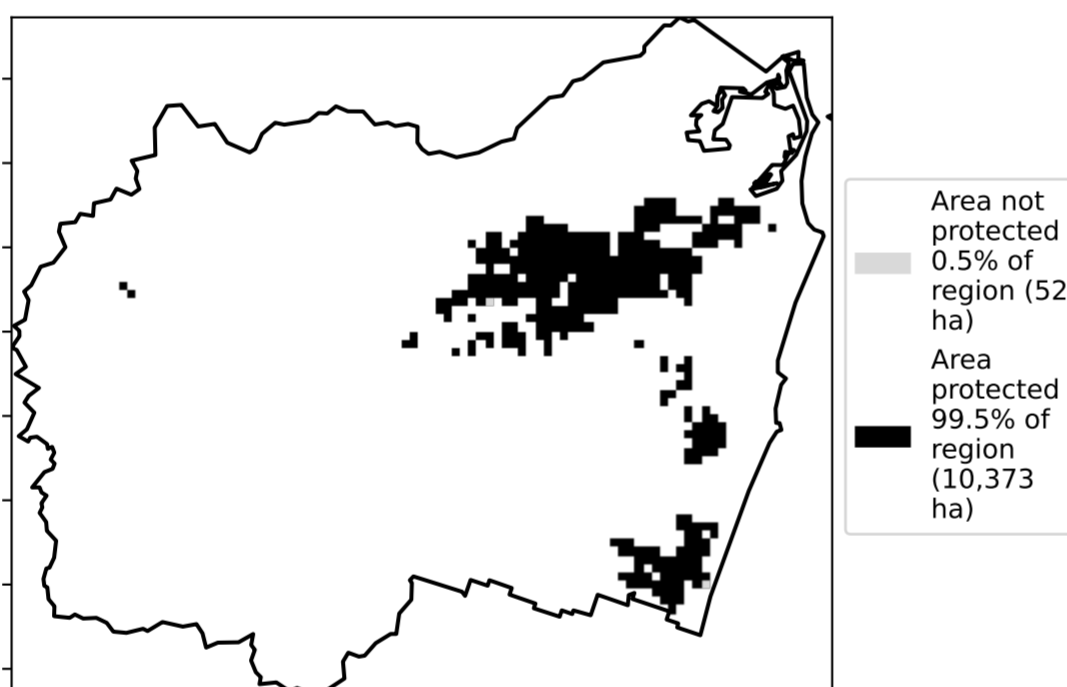 Area not
protected
0.5% of
region (52
ha)
Area
protected
99.5% of
region
(10,373
ha)